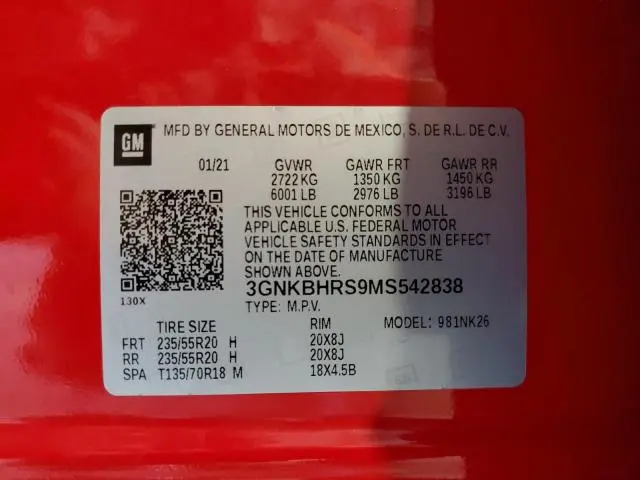 GM MFD BY GENERAL MOTORS DE MEXICO, S. DE R.L. DE C.V.
01/21 GVWR GAWR FRT GAWR RR
2722 KG 1350 KG 1450 KG
6001 LB 2976 LB 3196 LB
THIS VEHICLE CONFORMS TO ALL
APPLICABLE U.S. FEDERAL MOTOR
VEHICLE SAFETY STANDARDS IN EFFECT
ON THE DATE OF MANUFACTURE
SHOWN ABOVE.
3GNKBHRS9MS542838
130X
TYPE: M.P.V.
TIRE SIZE RIM MODEL: 981NK26
FRT 235/55R20 H 20X8J
RR 235/55R20 H 20X8J
SPA T135/70R18 M 18X4.5B